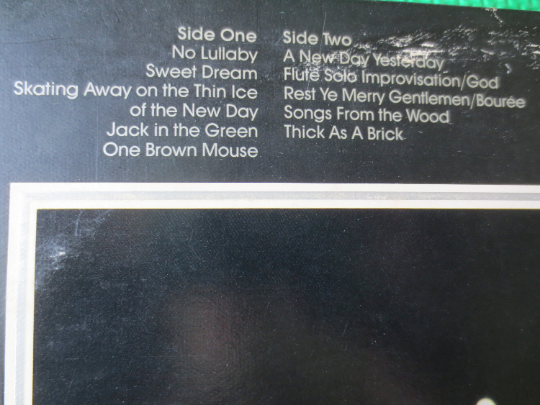 Side One
No Lullaby
Sweet Dream
Skating Away on the Thin Ice
of the New Day
Jack in the Green
One Brown Mouse
Side Two
A New Day Yesterday
Flute Solo Improvisation/God
Rest Ye Merry Gentlemen/Bourée
Songs From the Wood
Thick As A Brick